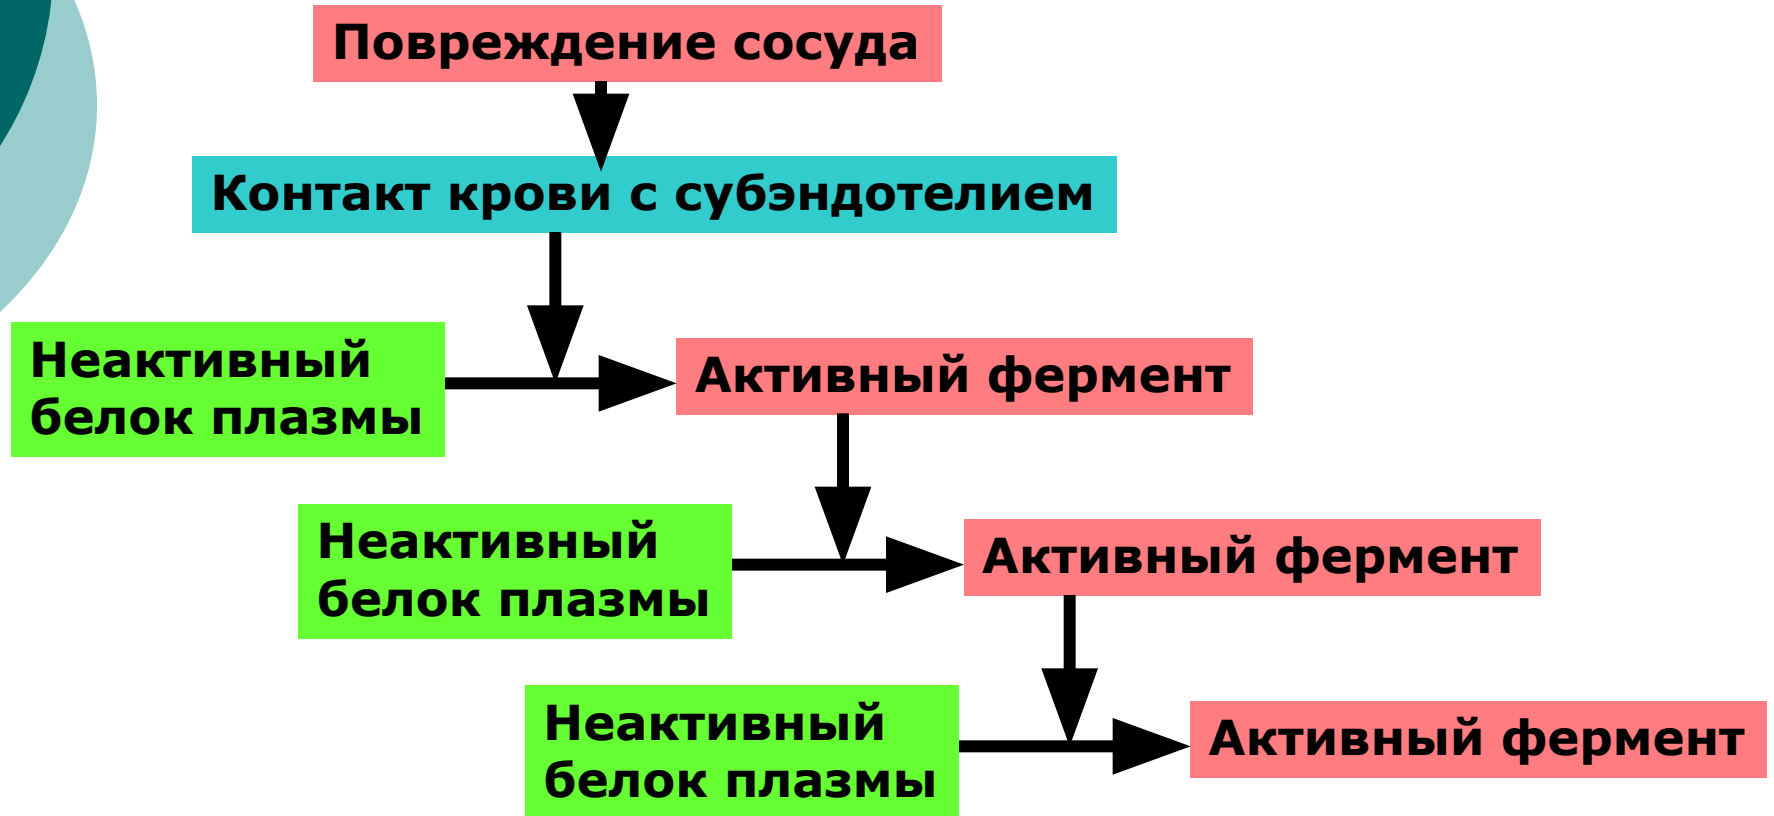 Повреждение сосуда
Контакт крови с субэндотелием
Неактивный
белок плазмы
Активный фермент
Неактивный
белок плазмы
Активный фермент
Неактивный
белок плазмы
Активный фермент